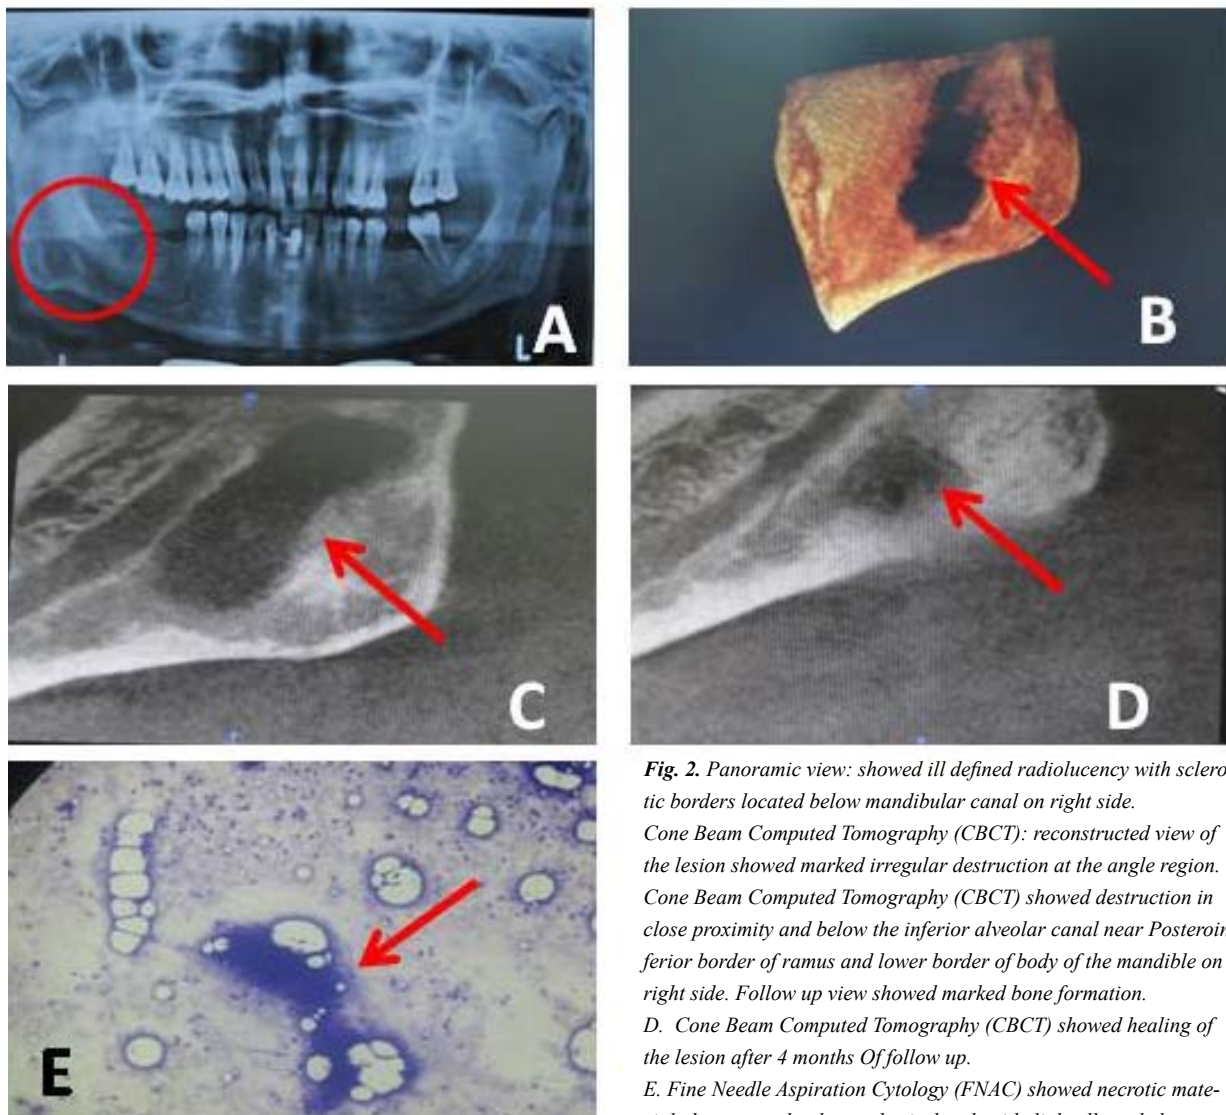 A
L
B
C
D
E
Fig. 2. Panoramic view: showed ill defined radiolucency with sclero-
tic borders located below mandibular canal on right side.
Cone Beam Computed Tomography (CBCT): reconstructed view of
the lesion showed marked irregular destruction at the angle region.
Cone Beam Computed Tomography (CBCT) showed destruction in
close proximity and below the inferior alveolar canal near Posteroin-
ferior border of ramus and lower border of body of the mandible on
right side. Follow up view showed marked bone formation.
D. Cone Beam Computed Tomography (CBCT) showed healing of
the lesion after 4 months Of follow up.
E. Fine Needle Aspiration Cytology (FNAC) showed necrotic mate-